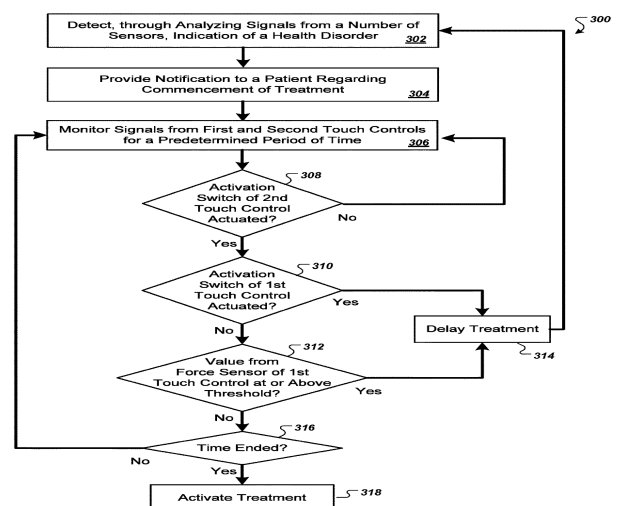 300
Detect, through Analyzing Signals from a Number of
Sensors, Indication of a Health Disorder
302
Provide Notification to a Patient Regarding
Commencement of Treatment
304
Monitor Signals from First and Second Touch Controls
for a Predetermined Period of Time
306
308
Activation
Switch of 2nd
Touch Control
Actuated?
No
Yes
310
Activation
Switch of 1st
Touch Control
Actuated?
Yes
No
Delay Treatment
314
312
Value from
Force Sensor of 1st
Touch Control at or Above
Threshold?
Yes
No
316
Time Ended?
No
Yes
Activate Treatment
318